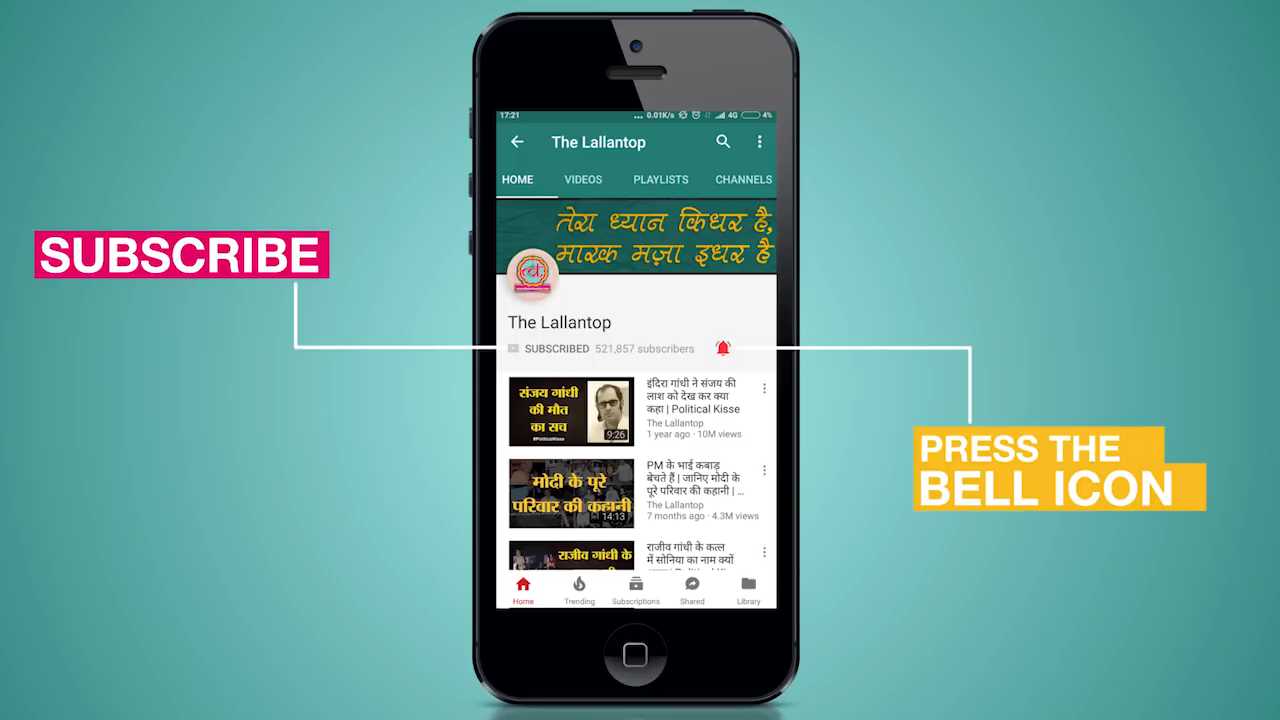 17:21 ... 0.01K/s 4G 4%
The Lallantop
HOME VIDEOS PLAYLISTS CHANNELS
तेरा ध्यान किधर है,
मारक मज़ा इधर है
SUBSCRIBE
The Lallantop
SUBSCRIBED 521,857 subscribers
संजय गांधी
की मौत
का सच
#PoliticalKisse
9:26
इंदिरा गांधी ने संजय की
लाश को देख कर क्या
कहा | Political Kisse
The Lallantop
1 year ago · 10M views
PRESS THE
BELL ICON
मोदी के पूरे
परिवार की कहानी
14:13
PM के भाई कबाड़
बेचते हैं | जानिए मोदी के
पूरे परिवार की कहानी | ...
The Lallantop
7 months ago · 4.3M views
राजीव गांधी के
राजीव गांधी के कत्ल
में सोनिया का नाम क्यों
Home Trending Subscriptions Shared Library